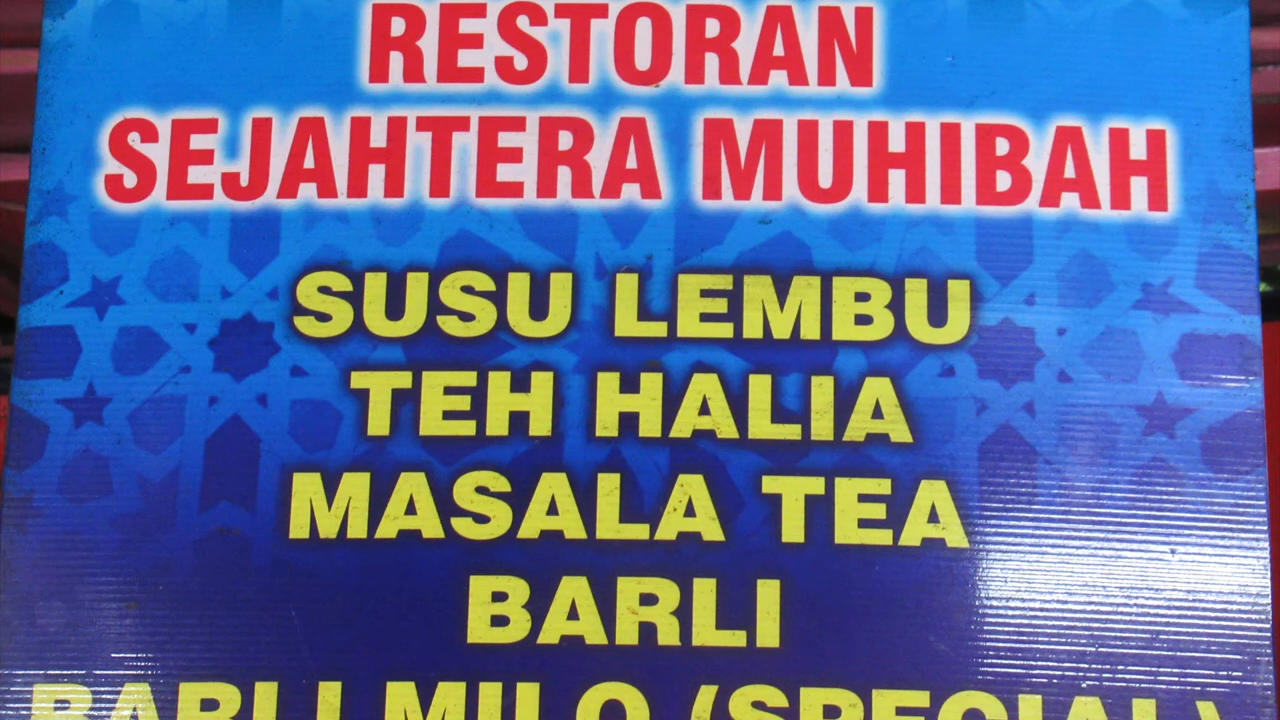 RESTORAN
SEJAHTERA MUHIBAH
SUSU LEMBU
TEH HALIA
MASALA TEA
BARLI
BARLI MILO (SPECIAL)